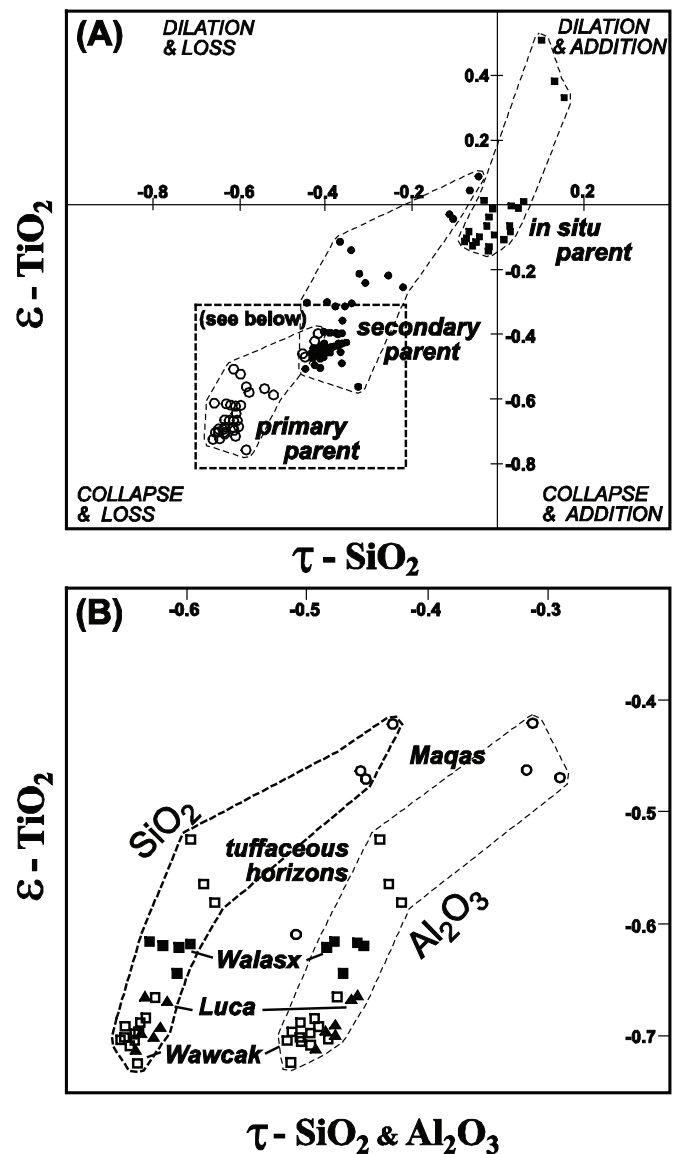 (A)
DILATION
& LOSS
DILATION
& ADDITION
0.4
0.2
-0.8
-0.6
-0.4
-0.2
0.2
in situ
parent
-0.2
(see below)
secondary
parent
-0.4
-0.6
primary
parent
-0.8
COLLAPSE
& LOSS
COLLAPSE
& ADDITION
ε - TiO₂
τ - SiO₂
(B)
-0.6
-0.5
-0.4
-0.3
-0.4
Maqas
-0.5
SiO₂
tuffaceous
horizons
Al₂O₃
-0.6
Walasx
Luca
-0.7
Wawcak
ε - TiO₂
τ - SiO₂ & Al₂O₃